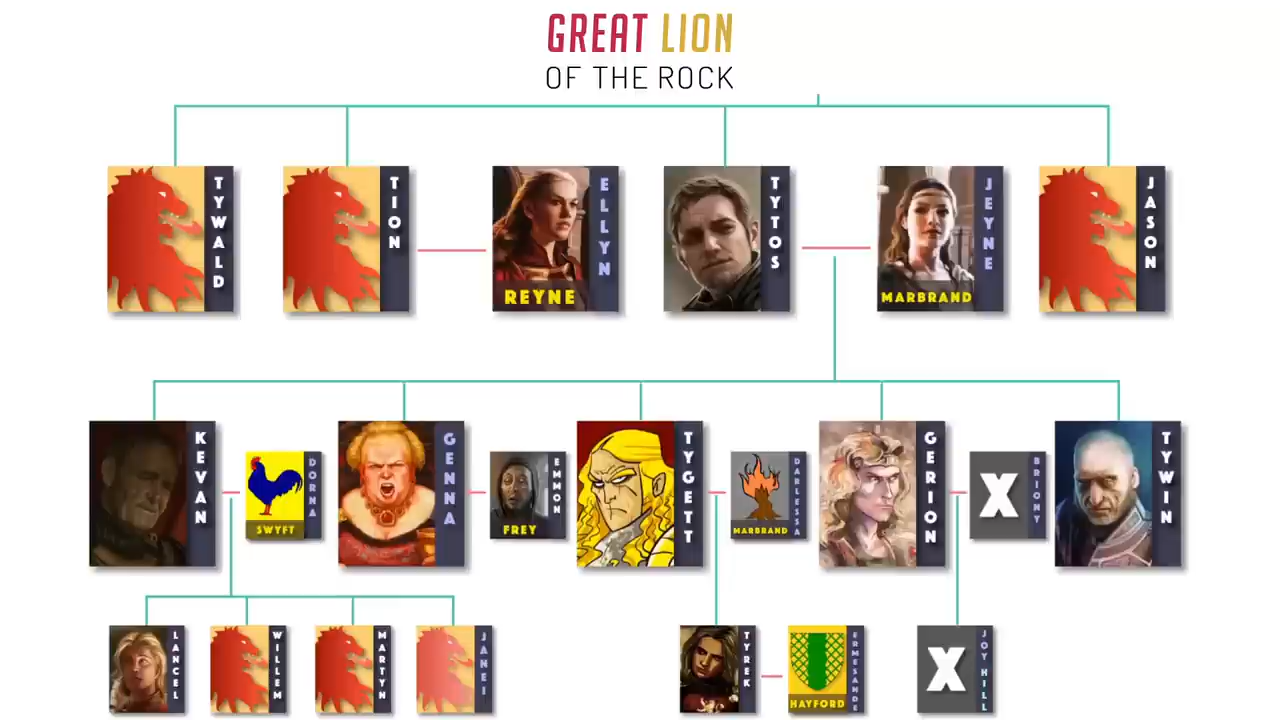 GREAT LION
OF THE ROCK
TYWALD
TION
ELLYN
REYNE
TYTOS
JEYNE
MARBRAND
JASON
KEVAN
DORNA
SWYFT
GENNA
EMMON
FREY
TYGETT
DARLESSA
MARBRAND
GERION
X
BRIONY
TYWIN
LANCEL
WILLEM
MARTYN
JANEI
TYREK
ERMESANDE
HAYFORD
X
JOY HILL